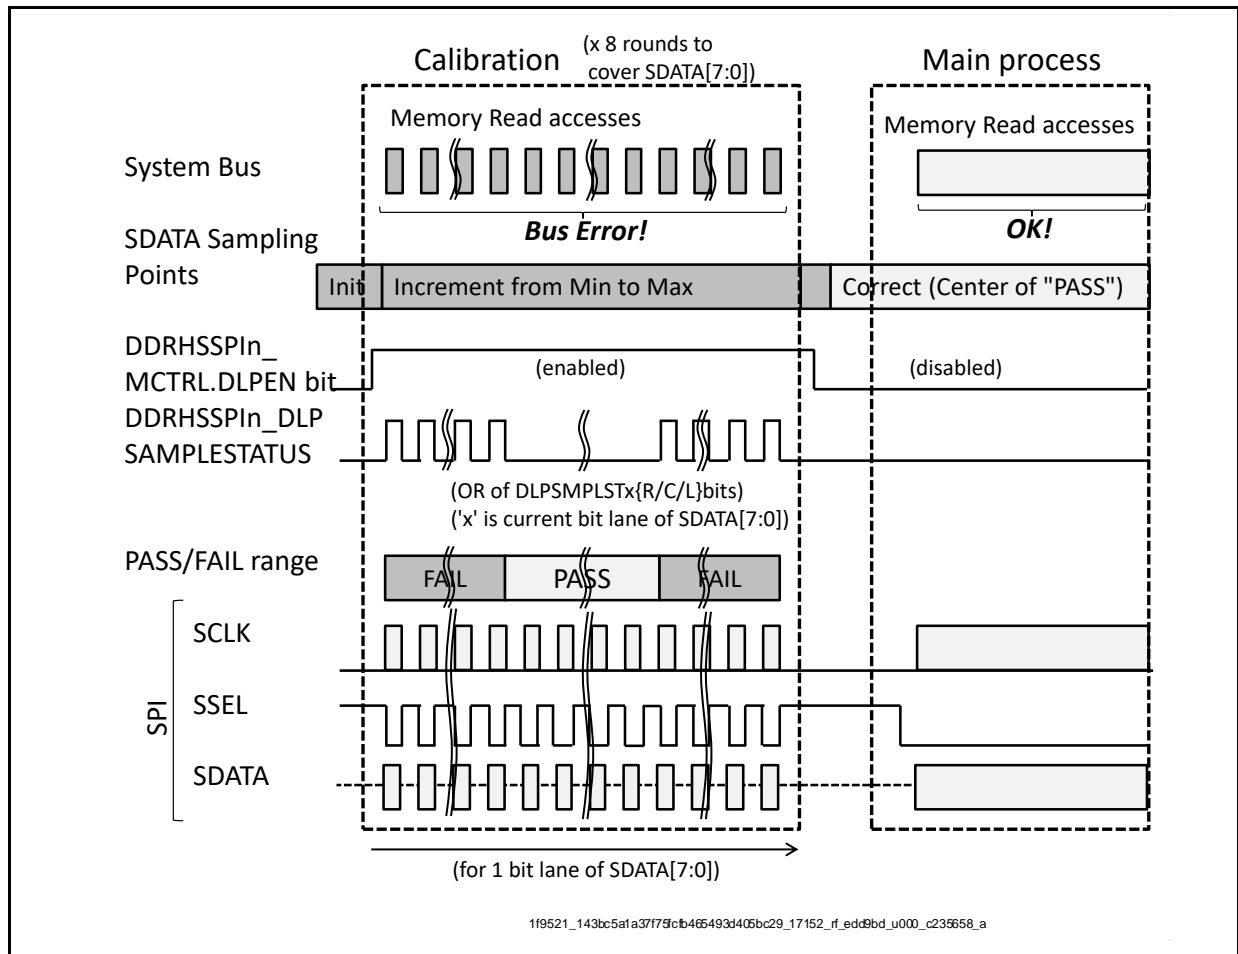 Calibration
(x 8 rounds to
cover SDATA[7:0])
Main process
Memory Read accesses
Memory Read accesses
System Bus
Bus Error!
OK!
SDATA Sampling
Points
Init
Increment from Min to Max
Correct (Center of "PASS")
DDRHSSPIn_
MCTRL.DLPEN bit
(enabled)
(disabled)
DDRHSSPIn_DLP
SAMPLESTATUS
(OR of DLPSMPLSTx{R/C/L}bits)
('x' is current bit lane of SDATA[7:0])
PASS/FAIL range
FAIL
PASS
FAIL
SPI
SCLK
SSEL
SDATA
(for 1 bit lane of SDATA[7:0])